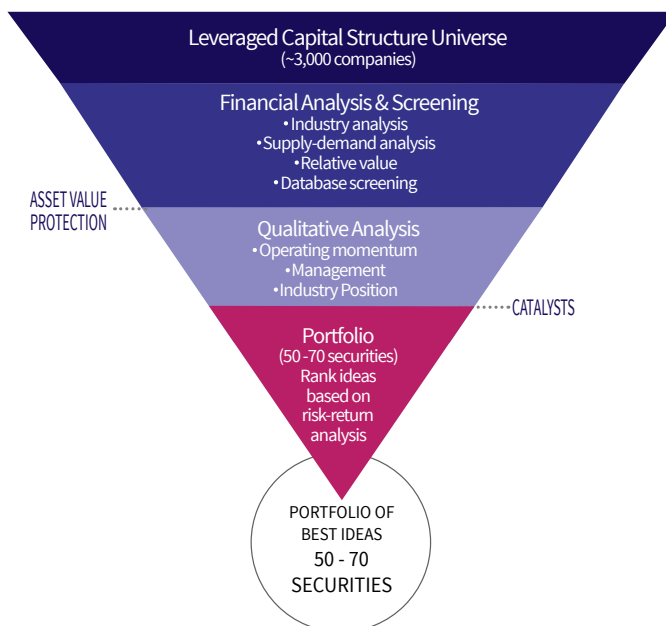 Leveraged Capital Structure Universe
(~3,000 companies)
Financial Analysis & Screening
• Industry analysis
• Supply-demand analysis
• Relative value
• Database screening
ASSET VALUE
PROTECTION
Qualitative Analysis
• Operating momentum
• Management
• Industry Position
CATALYSTS
Portfolio
(50 -70 securities)
Rank ideas
based on
risk-return
analysis
PORTFOLIO OF
BEST IDEAS
50 - 70
SECURITIES